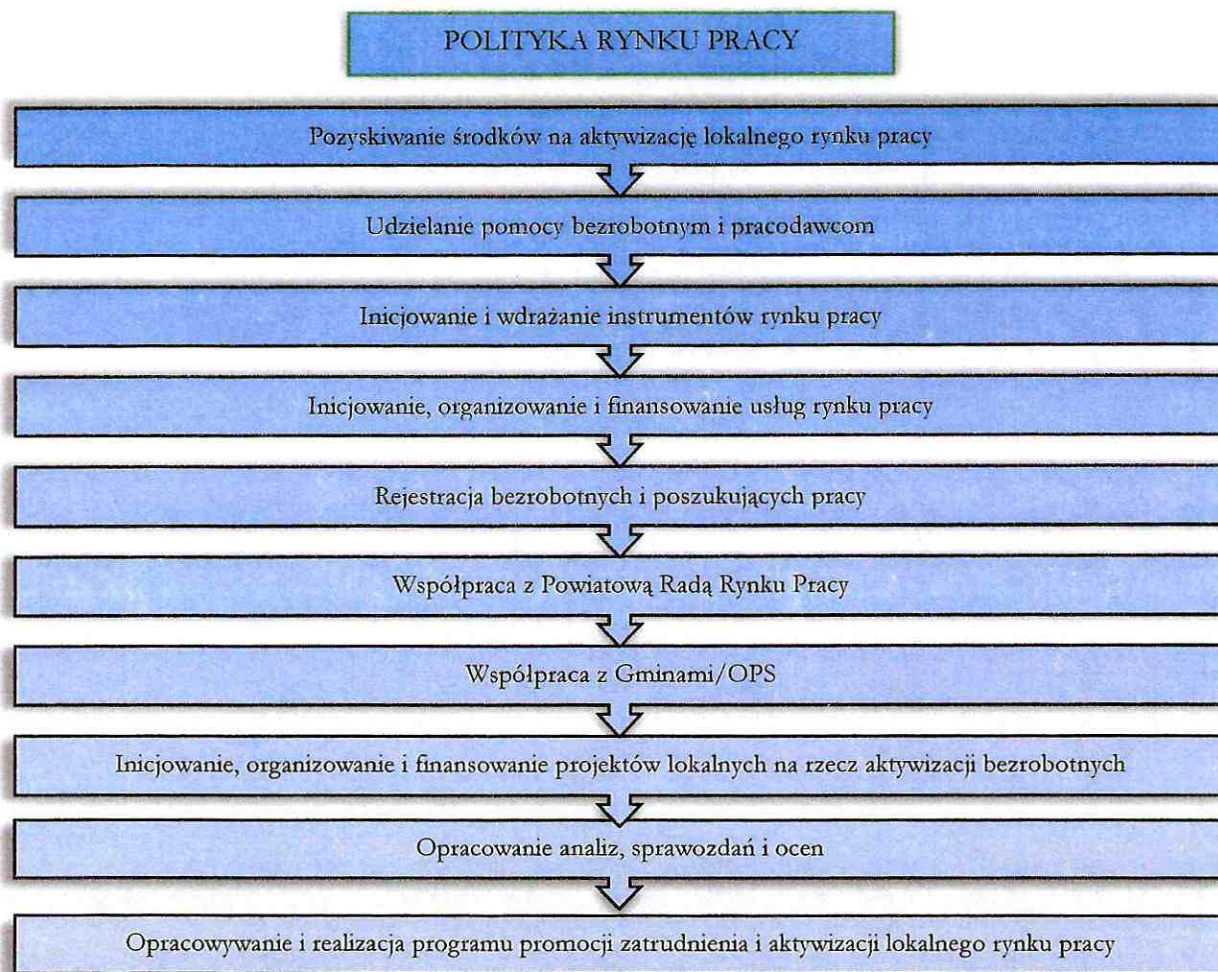 POLITYKA RYNKU PRACY
Pozyskiwanie środków na aktywizację lokalnego rynku pracy
Udzielanie pomocy bezrobotnym i pracodawcom
Inicjowanie i wdrażanie instrumentów rynku pracy
Inicjowanie, organizowanie i finansowanie usług rynku pracy
Rejestracja bezrobotnych i poszukujących pracy
Współpraca z Powiatową Radą Rynku Pracy
Współpraca z Gminami/OPS
Inicjowanie, organizowanie i finansowanie projektów lokalnych na rzecz aktywizacji bezrobotnych
Opracowanie analiz, sprawozdań i ocen
Opracowywanie i realizacja programu promocji zatrudnienia i aktywizacji lokalnego rynku pracy